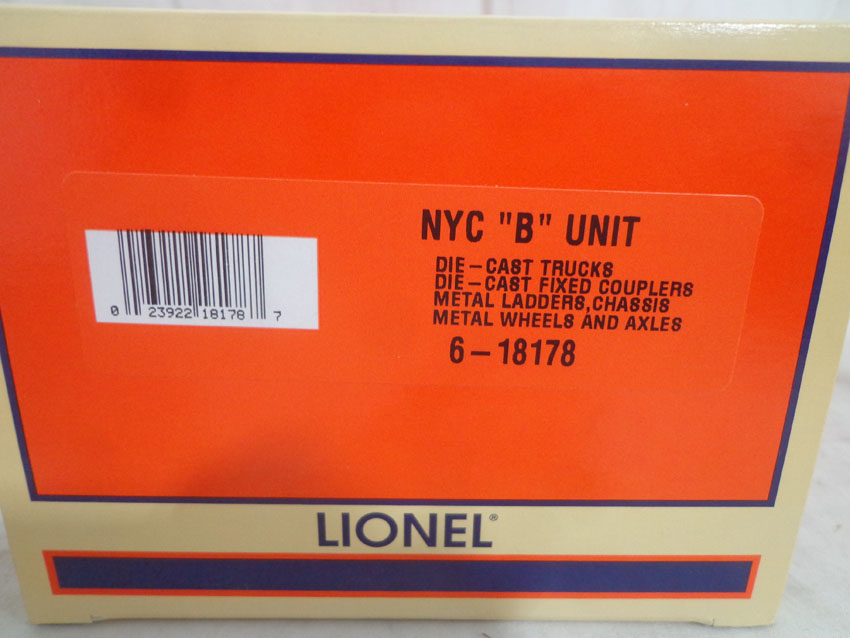 NYC "B" UNIT
DIE-CAST TRUCKS
DIE-CAST FIXED COUPLERS
METAL LADDERS,CHASSIS
METAL WHEELS AND AXLES
6-18178
0 23922 18178 7
LIONEL®